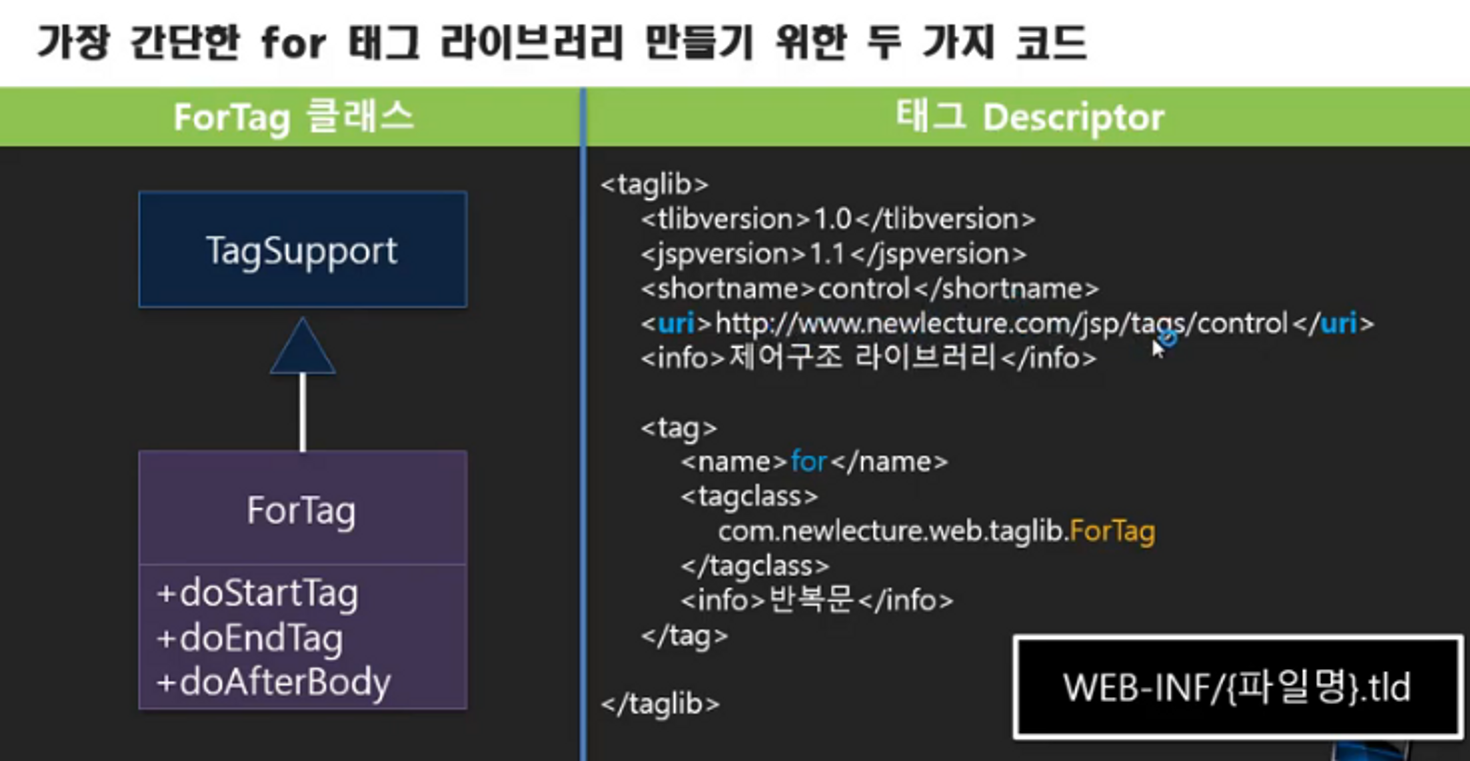 가장 간단한 for 태그 라이브러리 만들기 위한 두 가지 코드
ForTag 클래스
TagSupport
ForTag
+doStartTag
+doEndTag
+doAfterBody
태그 Descriptor
<taglib>
<tlibversion>1.0</tlibversion>
<jspversion>1.1</jspversion>
<shortname>control</shortname>
<uri>http://www.newlecture.com/jsp/tags/control</uri>
<info>제어구조 라이브러리</info>
<tag>
<name>for</name>
<tagclass>
com.newlecture.web.taglib.ForTag
</tagclass>
<info>반복문</info>
</tag>
</taglib>
WEB-INF/{파일명}.tld